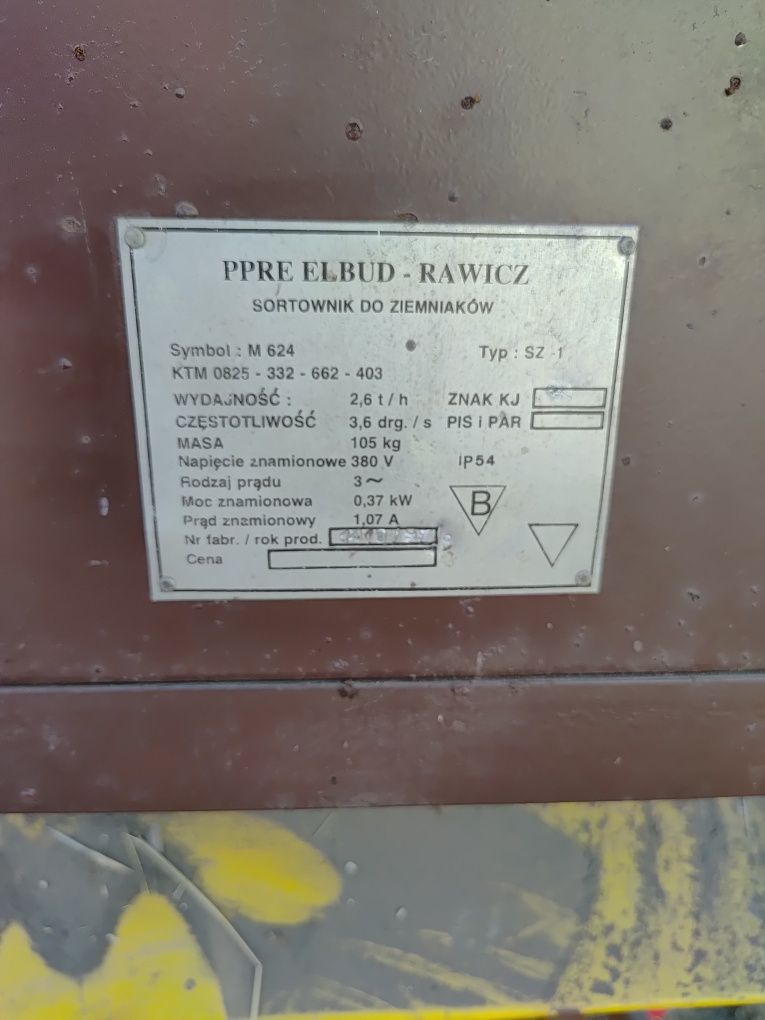 PPRE ELBUD - RAWICZ
SORTOWNIK DO ZIEMNIAKÓW
Symbol : M 624 Typ : SZ -1
KTM 0825 - 332 - 662 - 403
WYDAJNOŚĆ : 2,6 t / h ZNAK KJ
CZĘSTOTLIWOŚĆ 3,6 drg. / s PIS i PAR
MASA 105 kg
Napięcie znamionowe 380 V IP54
Rodzaj prądu 3~
Moc znamionowa 0,37 kW B
Prąd znamionowy 1,07 A
Nr fabr. / rok prod.
Cena